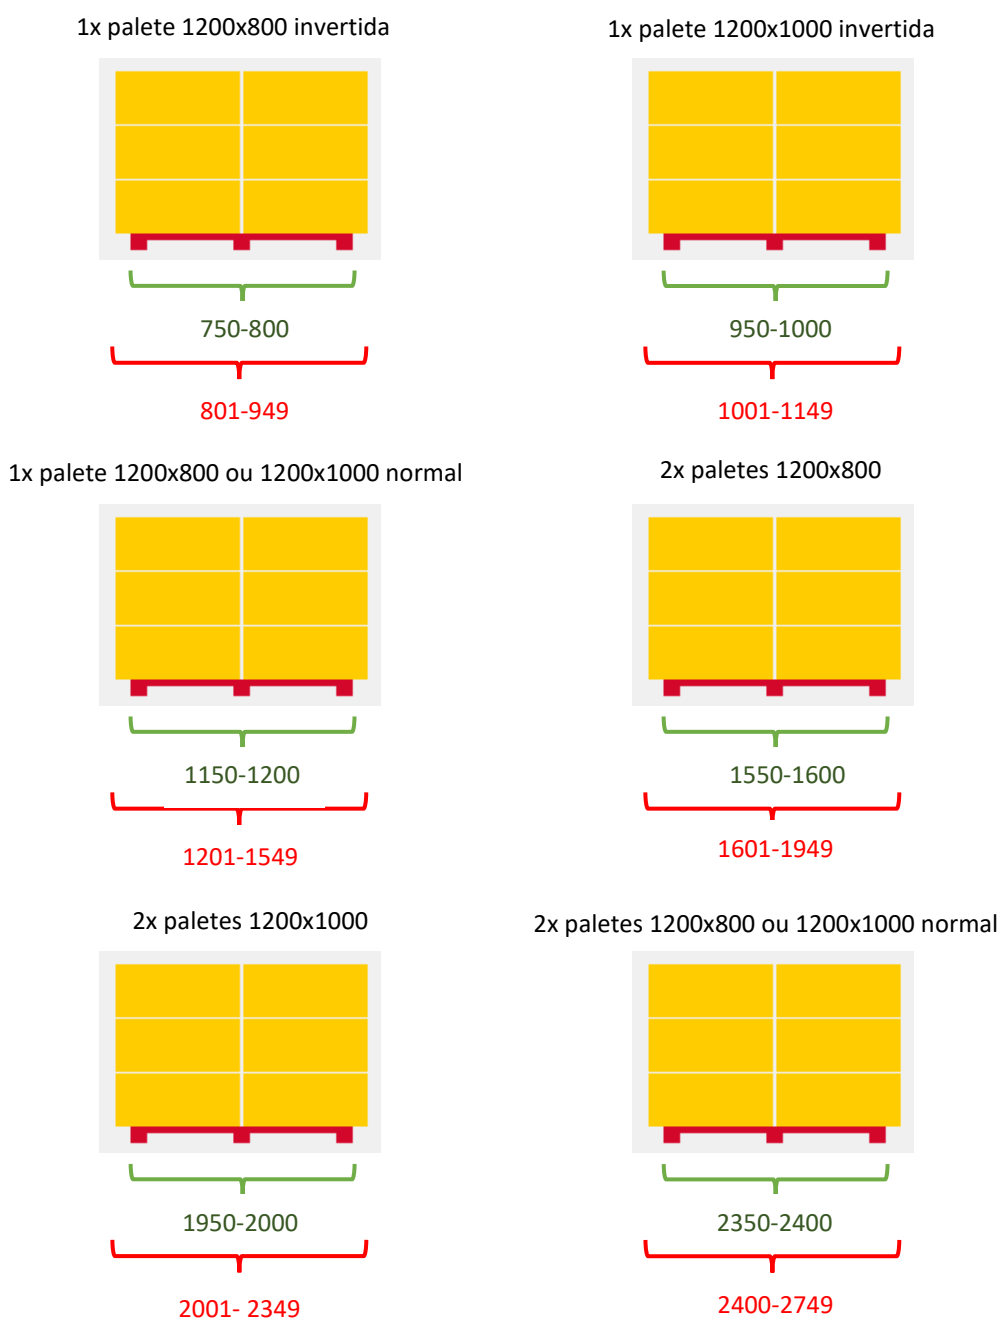 1x palete 1200x800 invertida
1x palete 1200x1000 invertida
750-800
950-1000
801-949
1001-1149
1x palete 1200x800 ou 1200x1000 normal
2x paletes 1200x800
1150-1200
1550-1600
1201-1549
1601-1949
2x paletes 1200x1000
2x paletes 1200x800 ou 1200x1000 normal
1950-2000
2350-2400
2001- 2349
2400-2749